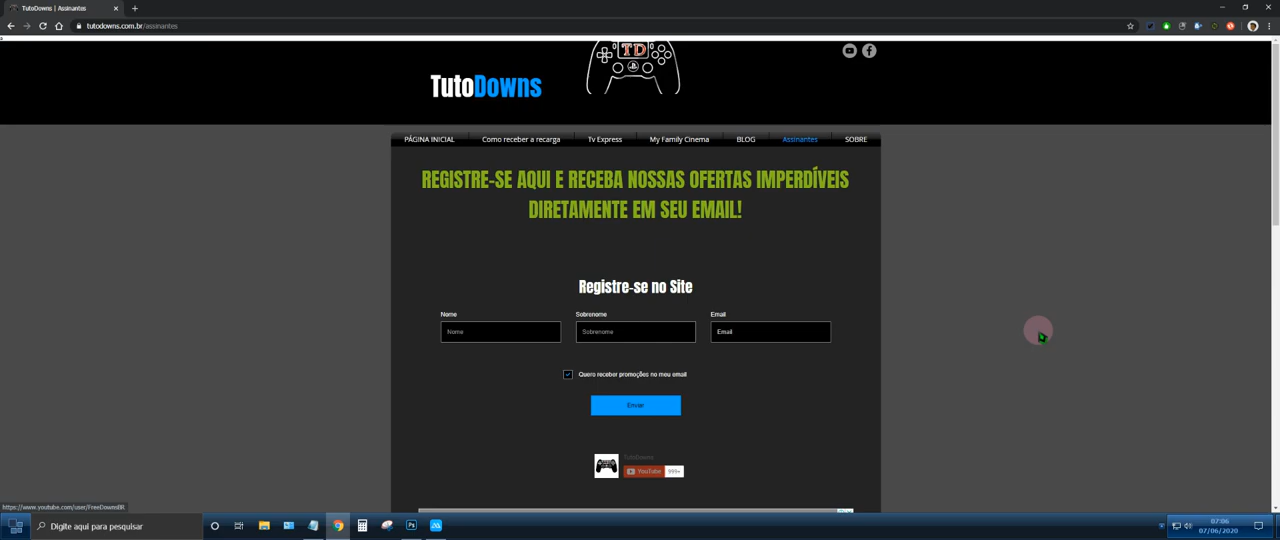 TutoDowns | Assinantes
tutodowns.com.br/assinantes
TD
TutoDowns
PÁGINA INICIAL Como receber a recarga Tv Express My Family Cinema BLOG Assinantes SOBRE
REGISTRE-SE AQUI E RECEBA NOSSAS OFERTAS IMPERDÍVEIS
DIRETAMENTE EM SEU EMAIL!
Registre-se no Site
Nome Sobrenome Email
Nome Sobrenome Email
Quero receber promoções no meu email
Enviar
TutoDowns
YouTube 999+
https://www.youtube.com/user/FreeDownsBR
Digite aqui para pesquisar
Ps
07:06
07/06/2020